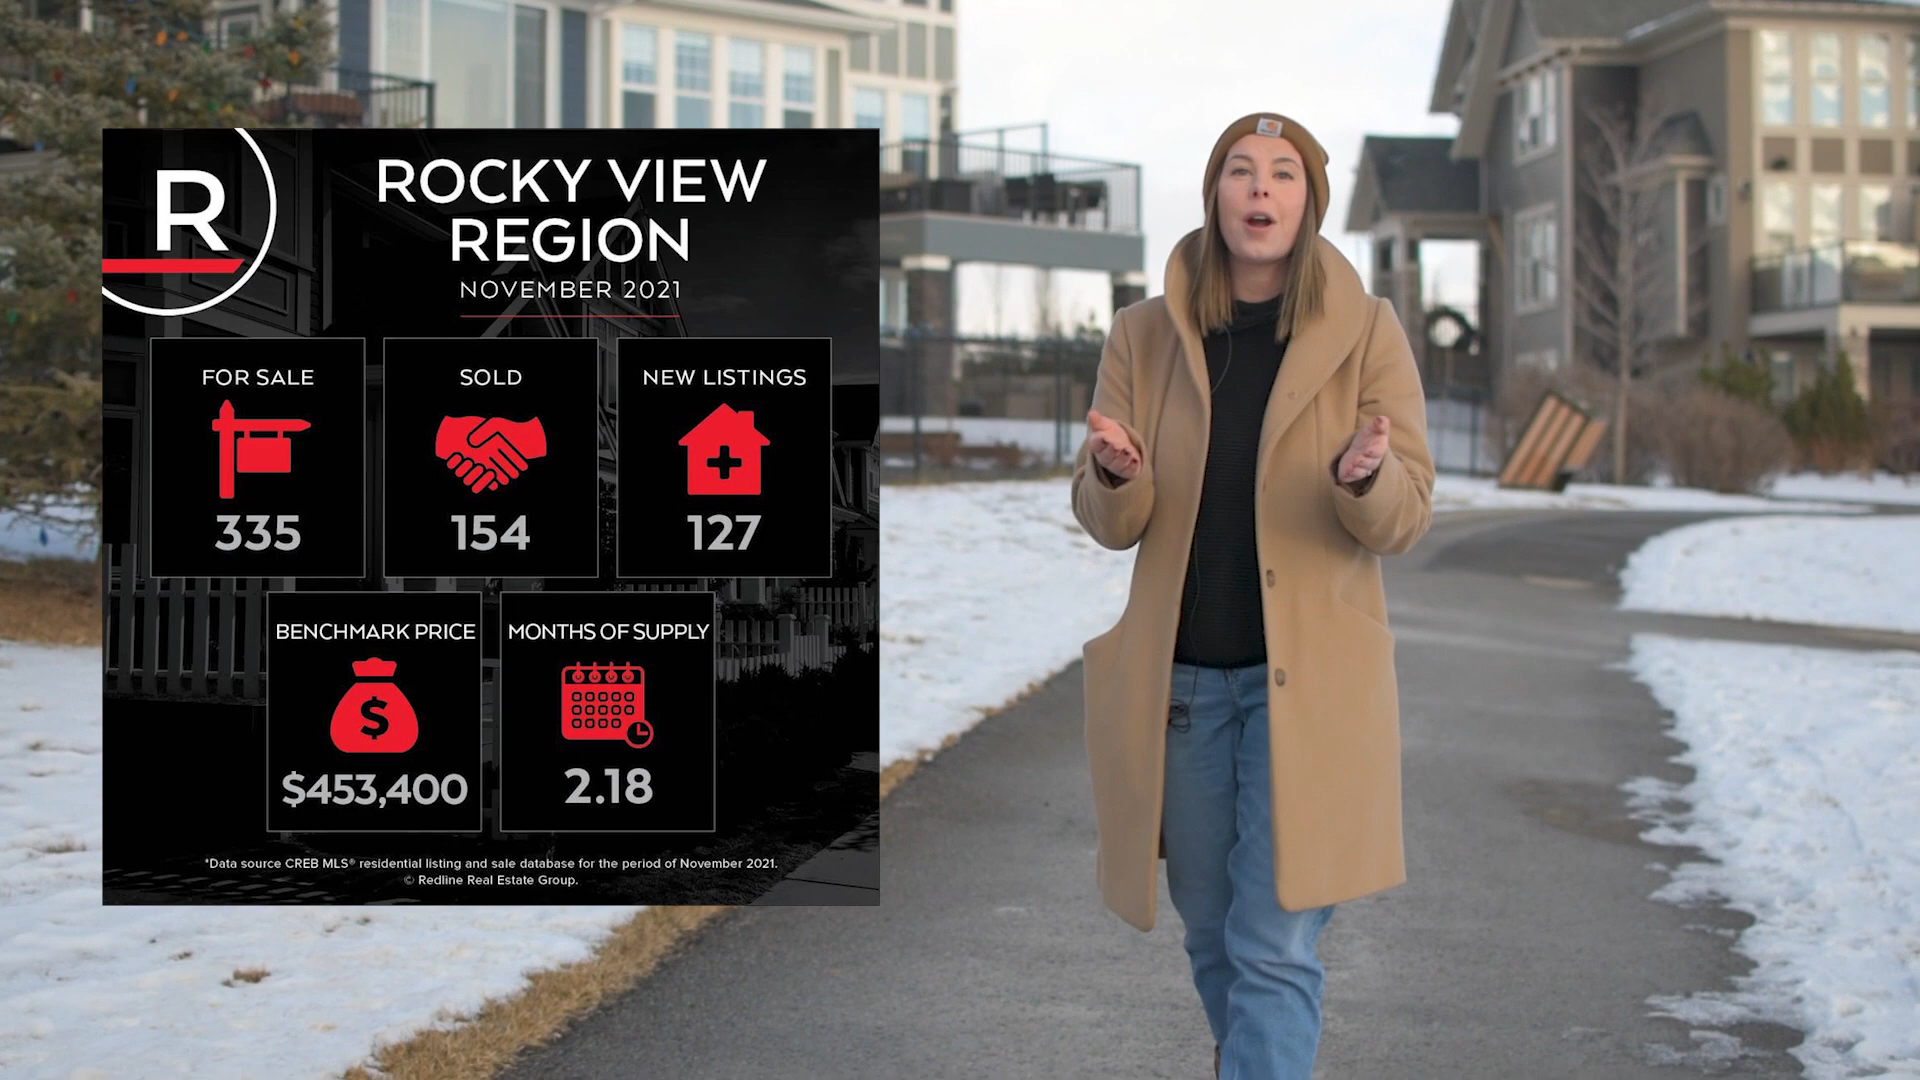 R
ROCKY VIEW
REGION
NOVEMBER 2021
FOR SALE
335
SOLD
154
NEW LISTINGS
127
BENCHMARK PRICE
$
$453,400
MONTHS OF SUPPLY
2.18
*Data source CREB MLS® residential listing and sale database for the period of November 2021.
© Redline Real Estate Group.